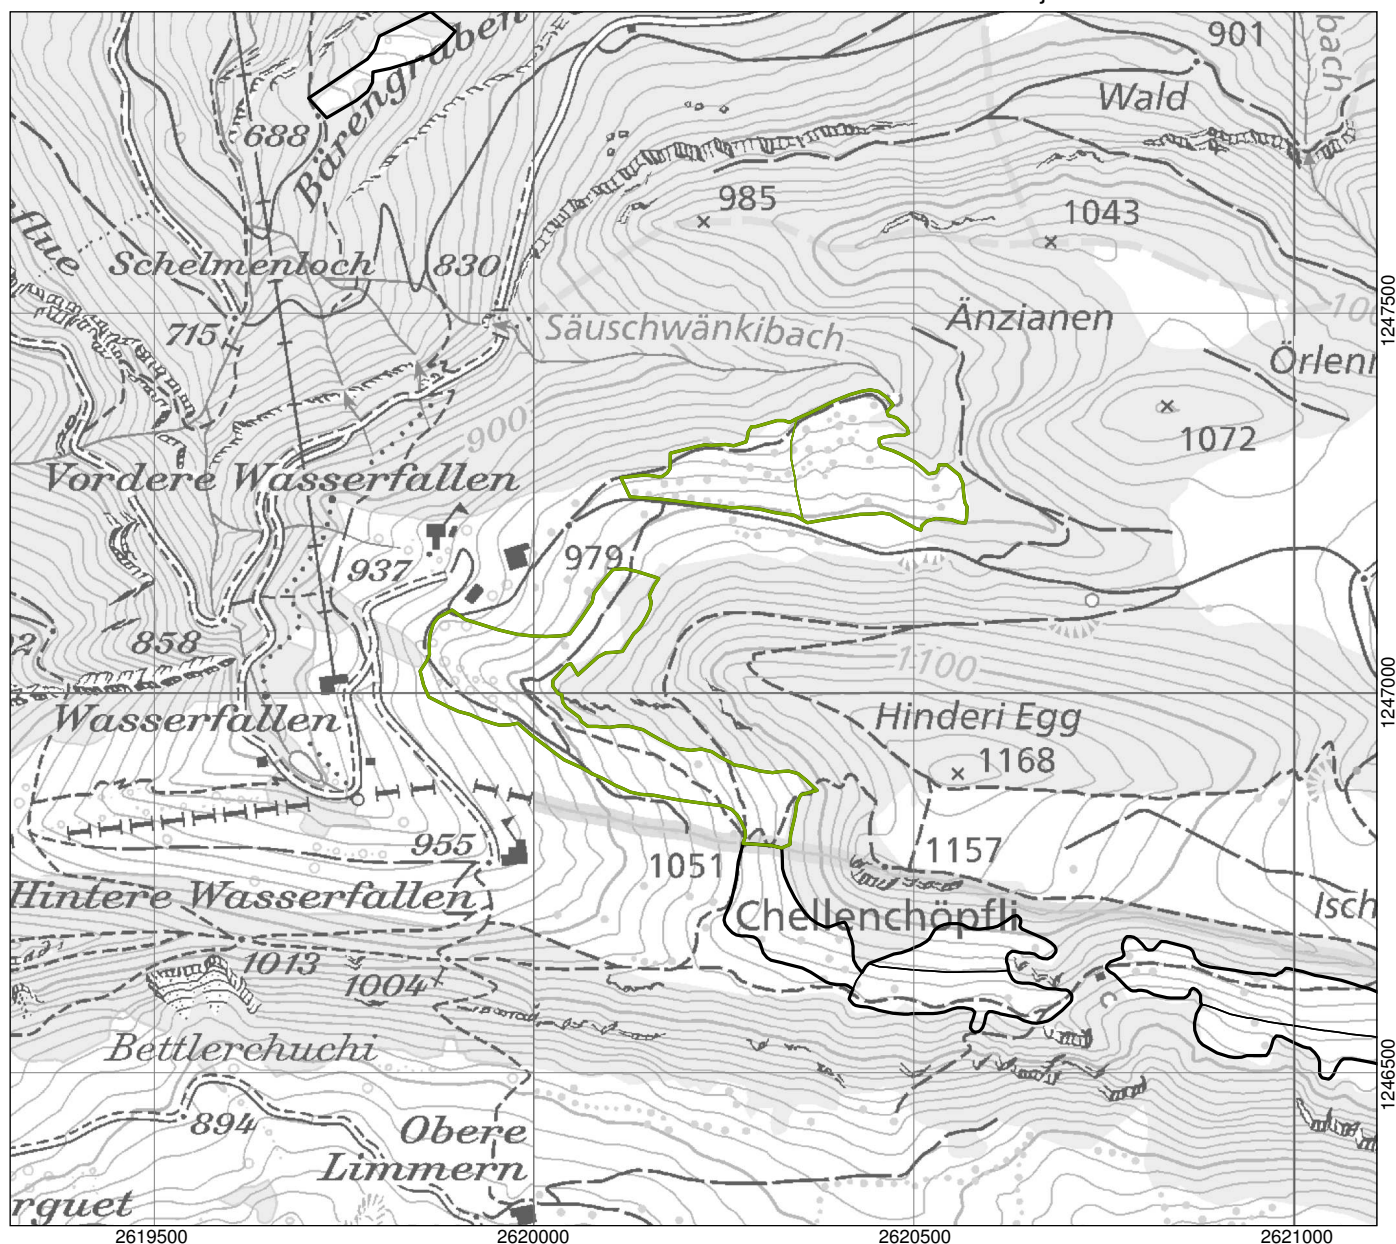 901
bach
Wald
Bärengraben
688
985
1043
flue
Schelmenloch
830
Änzianen
100
715
Säuschwänkibach
Örlen
900
1072
Vordere Wasserfallen
979
937
858
1100
Wasserfallen
Hinderi Egg
1168
955
1051
1157
Hintere Wasserfallen
Chellenchöpfli
Isch
1013
1004
Bettlerchuchi
894
Obere
Limmern
rguet
1247500
1247000
1246500
2619500
2620000
2620500
2621000